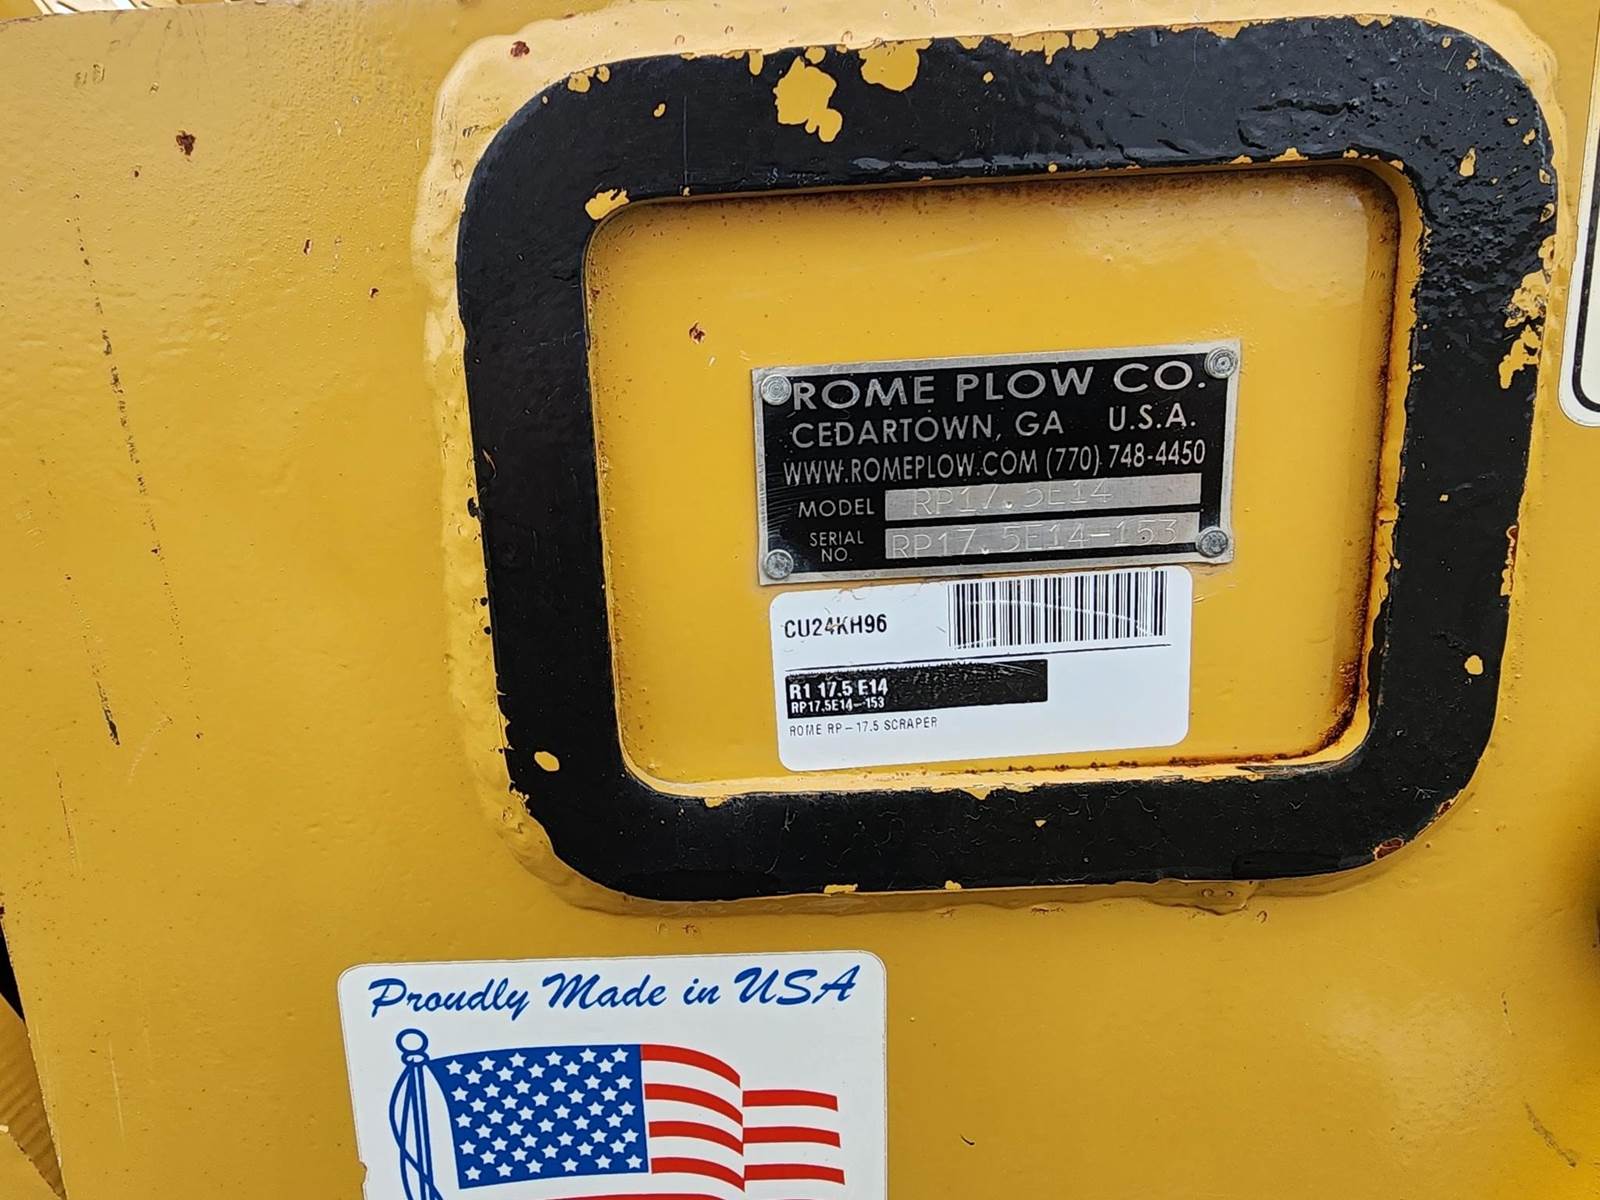 ROME PLOW CO.
CEDARTOWN, GA U.S.A.
WWW.ROMEPLOW.COM (770) 748-4450
MODEL RP17.5E14
SERIAL NO. RP17.5E14-153
CU24KH96
R1 17.5 E14
RP17.5E14-153
ROME RP-17.5 SCRAPER
Proudly Made in USA